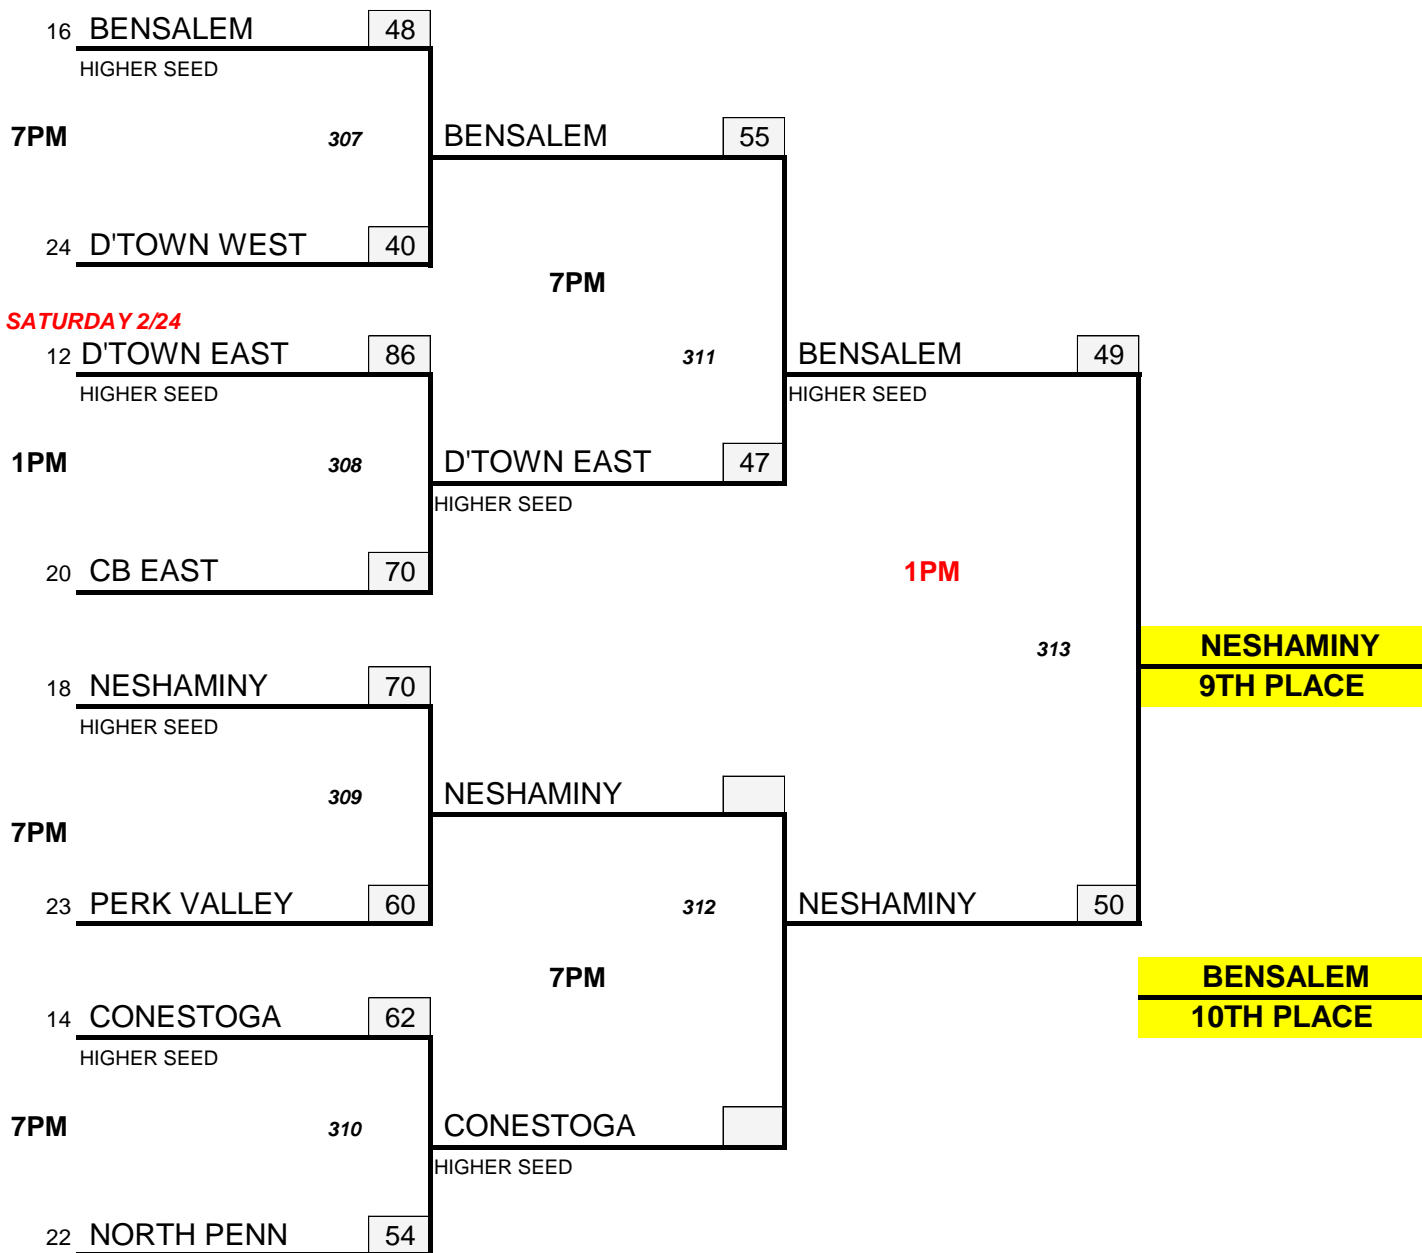 16 BENSALEM 48
HIGHER SEED
7PM 307 BENSALEM 55
24 D'TOWN WEST 40
7PM
SATURDAY 2/24
12 D'TOWN EAST 86 311 BENSALEM 49
HIGHER SEED HIGHER SEED
1PM 308 D'TOWN EAST 47
HIGHER SEED
20 CB EAST 70 1PM
313 NESHAMINY
18 NESHAMINY 70 9TH PLACE
HIGHER SEED
309 NESHAMINY
7PM
23 PERK VALLEY 60 312 NESHAMINY 50
7PM BENSALEM
14 CONESTOGA 62 10TH PLACE
HIGHER SEED
7PM 310 CONESTOGA
HIGHER SEED
22 NORTH PENN 54